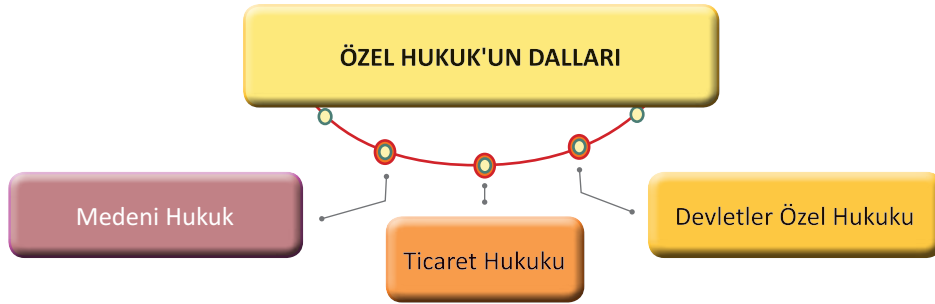 ÖZEL HUKUK'UN DALLARI
Medeni Hukuk
Ticaret Hukuku
Devletler Özel Hukuku